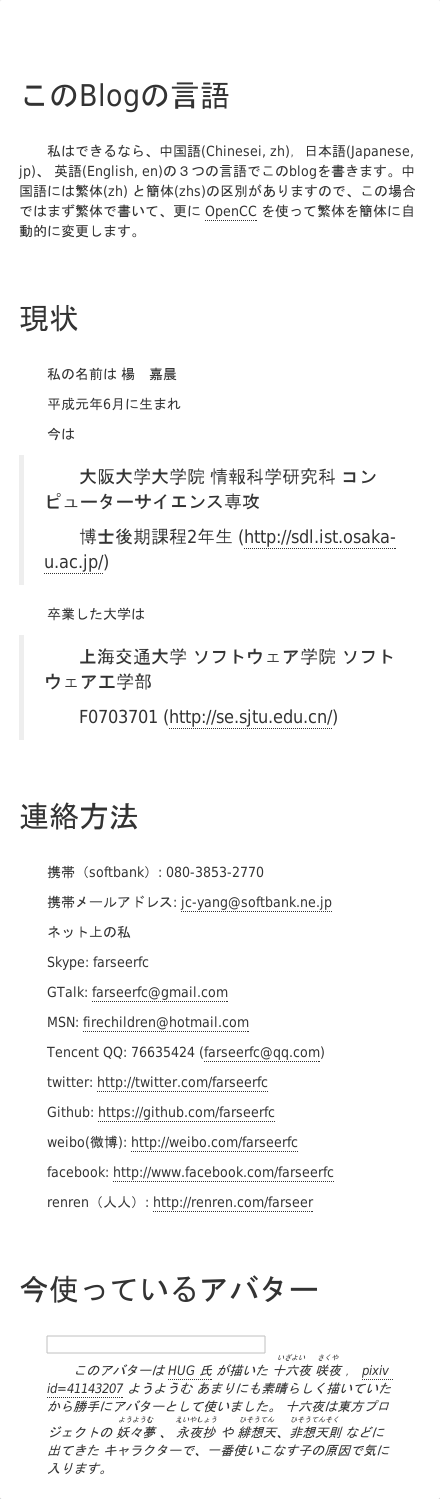 このBlogの言語
私はできるなら、中国語(Chinesei, zh)，日本語(Japanese,
jp)、 英語(English, en)の３つの言語でこのblogを書きます。中
国語には繁体(zh) と簡体(zhs)の区別がありますので、この場合
ではまず繁体で書いて、更に OpenCC を使って繁体を簡体に自
動的に変更します。
現状
私の名前は 楊　嘉晨
平成元年6月に生まれ
今は
大阪大学大学院 情報科学研究科 コン
ピューターサイエンス専攻
博士後期課程2年生 (http://sdl.ist.osaka-
u.ac.jp/)
卒業した大学は
上海交通大学 ソフトウェア学院 ソフト
ウェア工学部
F0703701 (http://se.sjtu.edu.cn/)
連絡方法
携帯（softbank）: 080-3853-2770
携帯メールアドレス: jc-yang@softbank.ne.jp
ネット上の私
Skype: farseerfc
GTalk: farseerfc@gmail.com
MSN: firechildren@hotmail.com
Tencent QQ: 76635424 (farseerfc@qq.com)
twitter: http://twitter.com/farseerfc
Github: https://github.com/farseerfc
weibo(微博): http://weibo.com/farseerfc
facebook: http://www.facebook.com/farseerfc
renren（人人）: http://renren.com/farseer
今使っているアバター
いざよい さくや
このアバターは HUG 氏 が描いた 十六夜 咲夜 ， pixiv
id=41143207 ようようむ あまりにも素晴らしく描いていた
から勝手にアバターとして使いました。 十六夜は東方プロ
ようようむ えいやしょう ひそうてん ひそうてんそく
ジェクトの 妖々夢 、 永夜抄 や 緋想天、非想天則 などに
出てきた キャラクターで、一番使いこなす子の原因で気に
入ります。